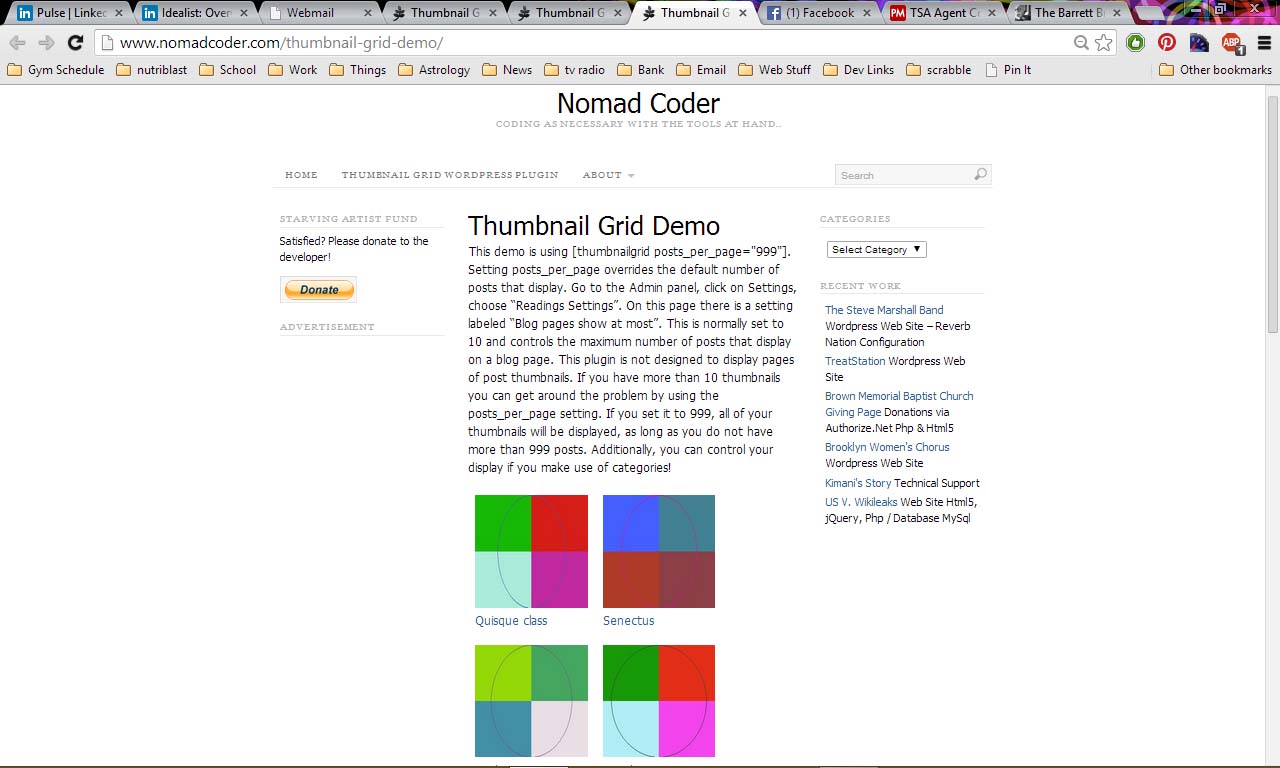 Pulse | Linkec
Idealist: Over
Webmail
Thumbnail G
Thumbnail G
Thumbnail G
(1) Facebook
PM TSA Agent C
The Barrett B
www.nomadcoder.com/thumbnail-grid-demo/
ABP
1
Gym Schedule
nutriblast
School
Work
Things
Astrology
News
tv radio
Bank
Email
Web Stuff
Dev Links
scrabble
Pin It
Other bookmarks
Nomad Coder
CODING AS NECESSARY WITH THE TOOLS AT HAND..
HOME
THUMBNAIL GRID WORDPRESS PLUGIN
ABOUT
Search
STARVING ARTIST FUND
Satisfied? Please donate to the
developer!
Donate
ADVERTISEMENT
Thumbnail Grid Demo
This demo is using [thumbnailgrid posts_per_page="999"].
Setting posts_per_page overrides the default number of
posts that display. Go to the Admin panel, click on Settings,
choose “Readings Settings”. On this page there is a setting
labeled “Blog pages show at most”. This is normally set to
10 and controls the maximum number of posts that display
on a blog page. This plugin is not designed to display pages
of post thumbnails. If you have more than 10 thumbnails
you can get around the problem by using the
posts_per_page setting. If you set it to 999, all of your
thumbnails will be displayed, as long as you do not have
more than 999 posts. Additionally, you can control your
display if you make use of categories!
Quisque class
Senectus
CATEGORIES
Select Category
RECENT WORK
The Steve Marshall Band
Wordpress Web Site – Reverb
Nation Configuration
TreatStation Wordpress Web
Site
Brown Memorial Baptist Church
Giving Page Donations via
Authorize.Net Php & Html5
Brooklyn Women's Chorus
Wordpress Web Site
Kimani's Story Technical Support
US V. Wikileaks Web Site Html5,
jQuery, Php / Database MySql